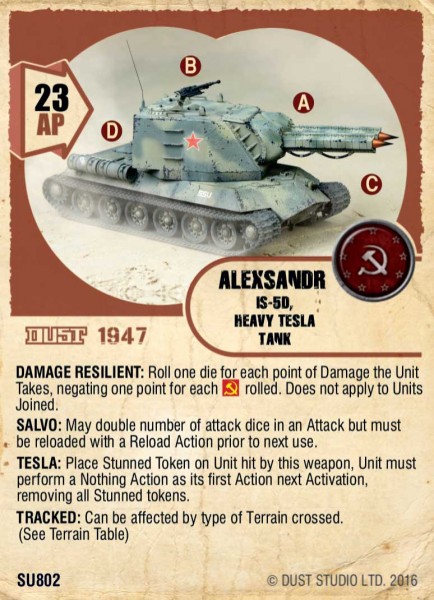 23
AP
B
A
D
C
ALEXSANDR
IS-5D,
HEAVY TESLA
TANK
DUST 1947
DAMAGE RESILIENT: Roll one die for each point of Damage the Unit
Takes, negating one point for each rolled. Does not apply to Units
Joined.
SALVO: May double number of attack dice in an Attack but must
be reloaded with a Reload Action prior to next use.
TESLA: Place Stunned Token on Unit hit by this weapon, Unit must
perform a Nothing Action as its first Action next Activation,
removing all Stunned tokens.
TRACKED: Can be affected by type of Terrain crossed.
(See Terrain Table)
SU802
© DUST STUDIO LTD. 2016